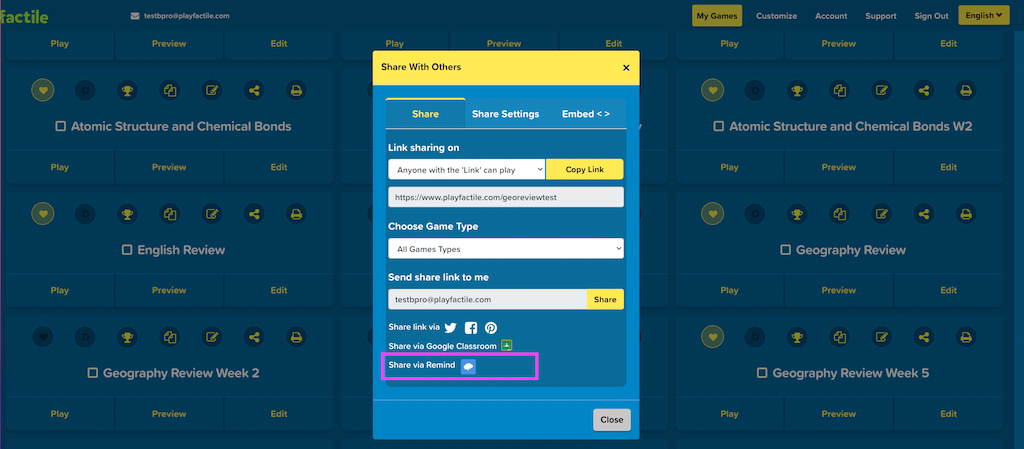 factile
testbpro@playfactile.com
My Games
Customize
Account
Support
Sign Out
English
Play Preview Edit
Play Preview Edit
Play Preview Edit
Share With Others
×
D
Atomic Structure and Chemical Bonds
Play Preview Edit
Share
Share Settings
Embed < >
Link sharing on
Anyone with the 'Link' can play
Copy Link
https://www.playfactile.com/georeviewtest
Choose Game Type
All Games Types
Send share link to me
testbpro@playfactile.com
Share
Share link via
Share via Google Classroom
Share via Remind
Close
D
Atomic Structure and Chemical Bonds W2
Play Preview Edit
D
English Review
Play Preview Edit
D
Geography Review
Play Preview Edit
D
Geography Review Week 2
Play Preview Edit
D
Geography Review Week 5
Play Preview Edit